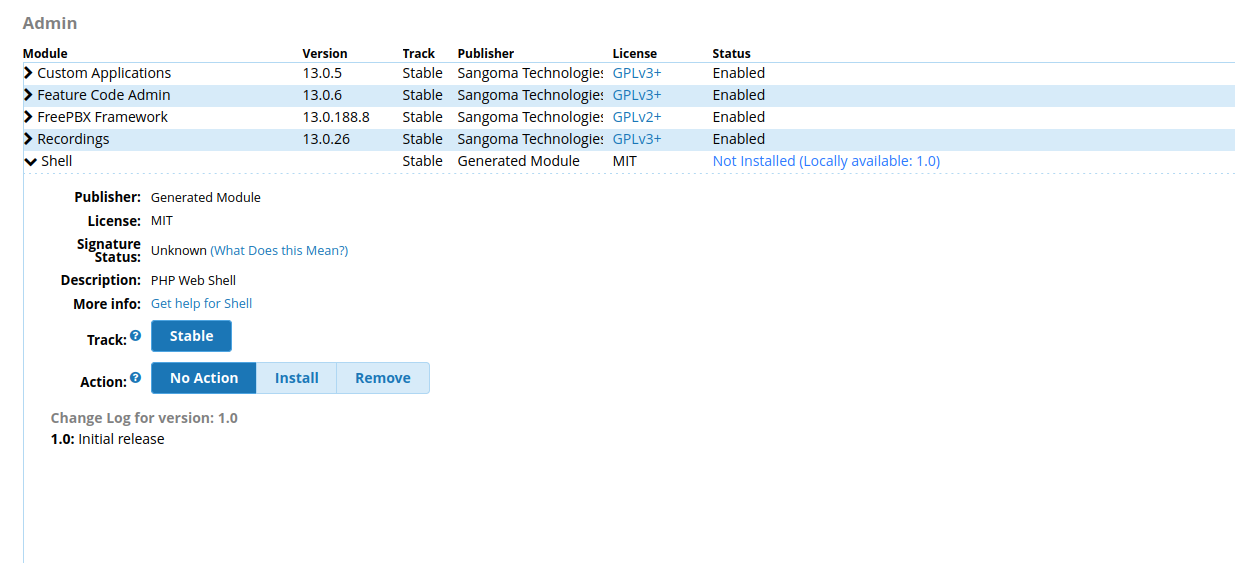 Admin
Module Version Track Publisher License Status
Custom Applications 13.0.5 Stable Sangoma Technologies GPLv3+ Enabled
Feature Code Admin 13.0.6 Stable Sangoma Technologies GPLv3+ Enabled
FreePBX Framework 13.0.188.8 Stable Sangoma Technologies GPLv2+ Enabled
Recordings 13.0.26 Stable Sangoma Technologies GPLv3+ Enabled
Shell Stable Generated Module MIT Not Installed (Locally available: 1.0)
Publisher: Generated Module
License: MIT
Signature
Status: Unknown (What Does this Mean?)
Description: PHP Web Shell
More info: Get help for Shell
Track: ? Stable
Action: ? No Action Install Remove
Change Log for version: 1.0
1.0: Initial release